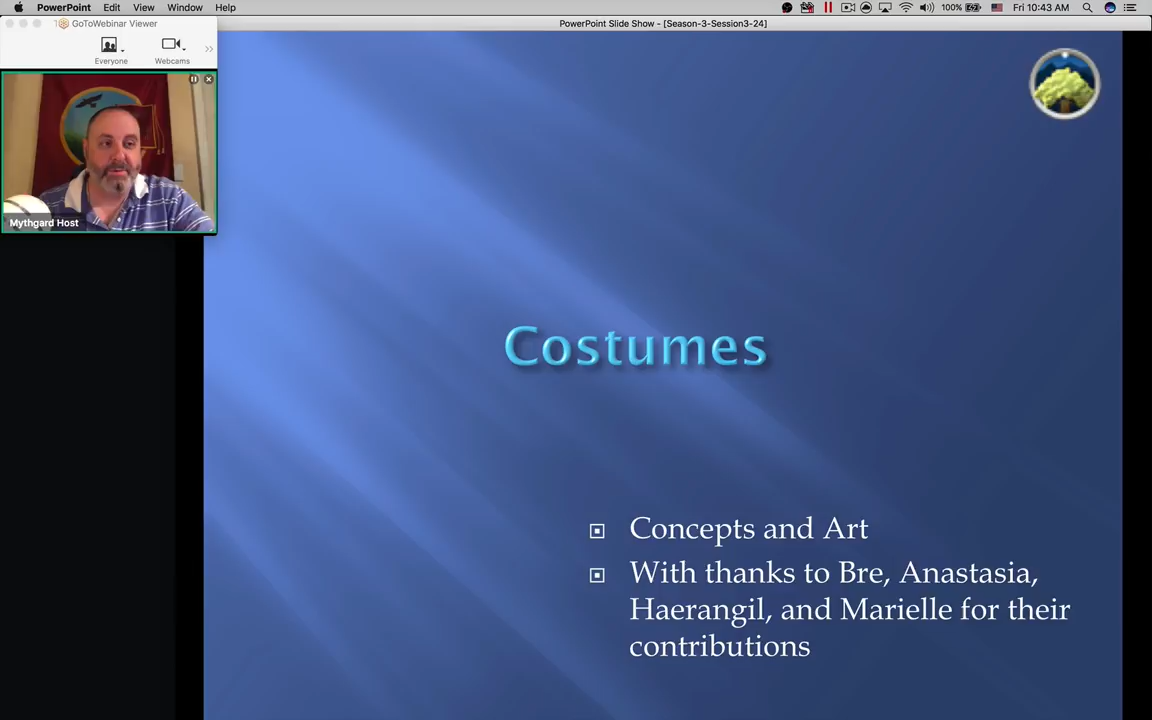 PowerPoint Edit View Window Help 100% Fri 10:43 AM
GoToWebinar Viewer
PowerPoint Slide Show - [Season-3-Session3-24]
Everyone Webcams
Mythgard Host
Costumes
Concepts and Art
With thanks to Bre, Anastasia,
Haerangil, and Marielle for their
contributions